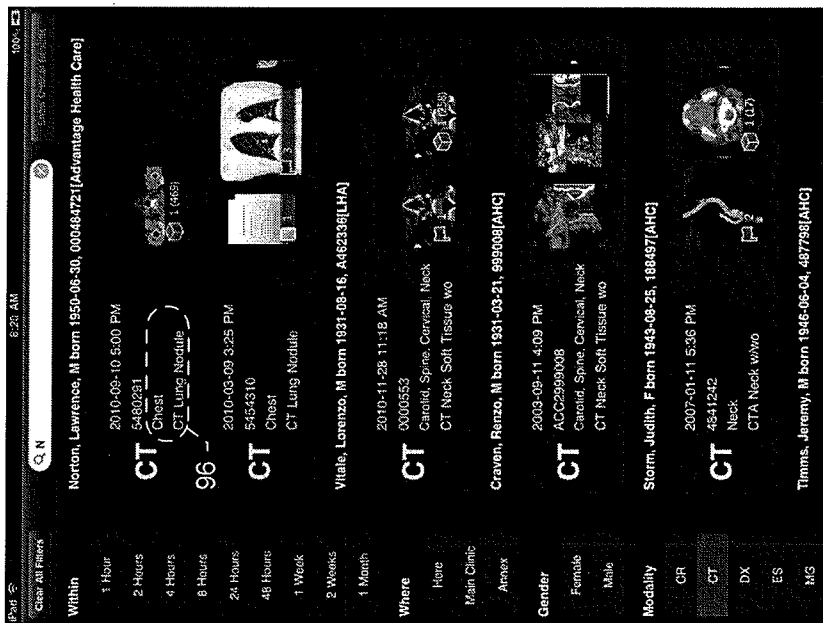 iPad 8:20 AM 100%
Clear All Filters
N
Within
1 Hour
2 Hours
4 Hours
8 Hours
24 Hours
48 Hours
1 Week
2 Weeks
1 Month
Where
Here
Main Clinic
Annex
Gender
Female
Male
Modality
CR
CT
DX
ES
MG
Norton, Lawrence, M born 1950-06-30, 000484721[Advantage Health Care]
2010-09-10 5:00 PM
CT 5480291
Chest
CT Lung Nodule
1 (469)
96
2010-03-09 3:25 PM
CT 5454310
Chest
CT Lung Nodule
Vitale, Lorenzo, M born 1931-08-16, A462336[LHA]
2010-11-28 11:18 AM
CT 0000553
Carotid, Spine, Cervical, Neck
CT Neck Soft Tissue wo
1 (258)
Craven, Renzo, M born 1931-03-21, 999008[AHC]
2003-09-11 4:09 PM
CT ACC2999008
Carotid, Spine, Cervical, Neck
CT Neck Soft Tissue wo
Storm, Judith, F born 1943-08-25, 188497[AHC]
2007-01-11 5:36 PM
CT 4841242
Neck
CTA Neck w/wo
2
1 (17)
Timms, Jeremy, M born 1946-06-04, 487798[AHC]